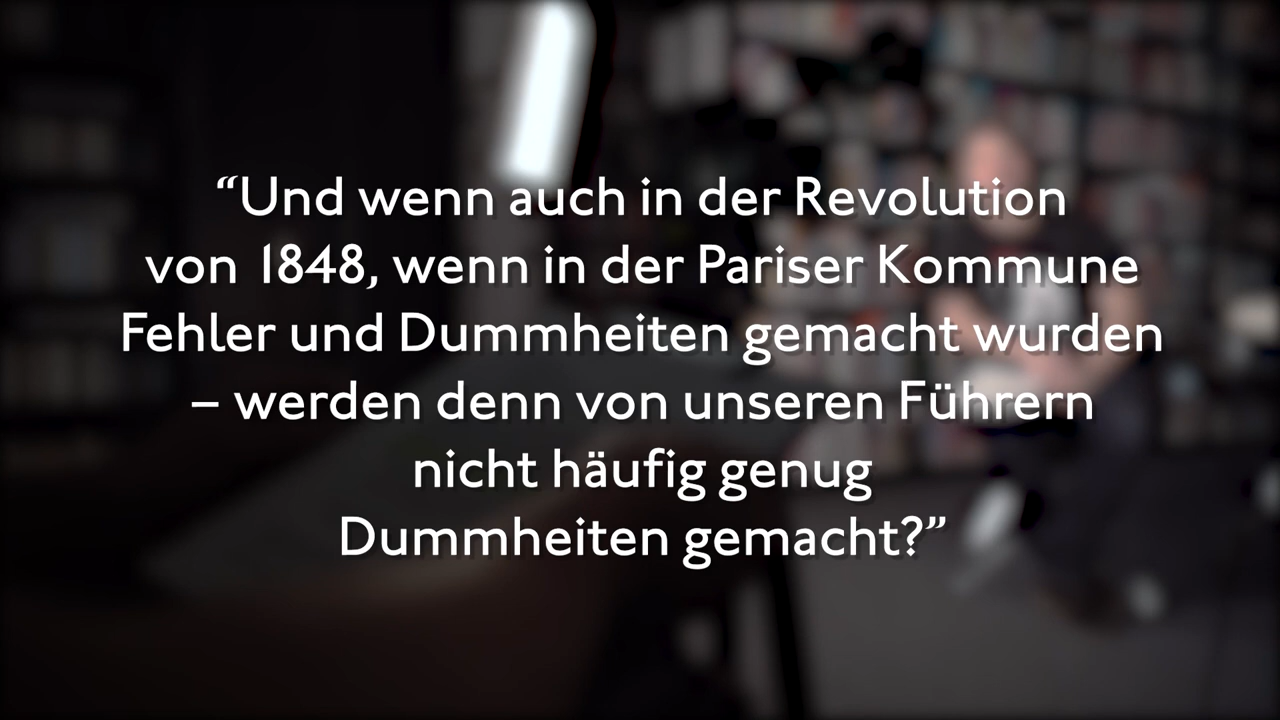 “Und wenn auch in der Revolution
von 1848, wenn in der Pariser Kommune
Fehler und Dummheiten gemacht wurden
– werden denn von unseren Führern
nicht häufig genug
Dummheiten gemacht?”